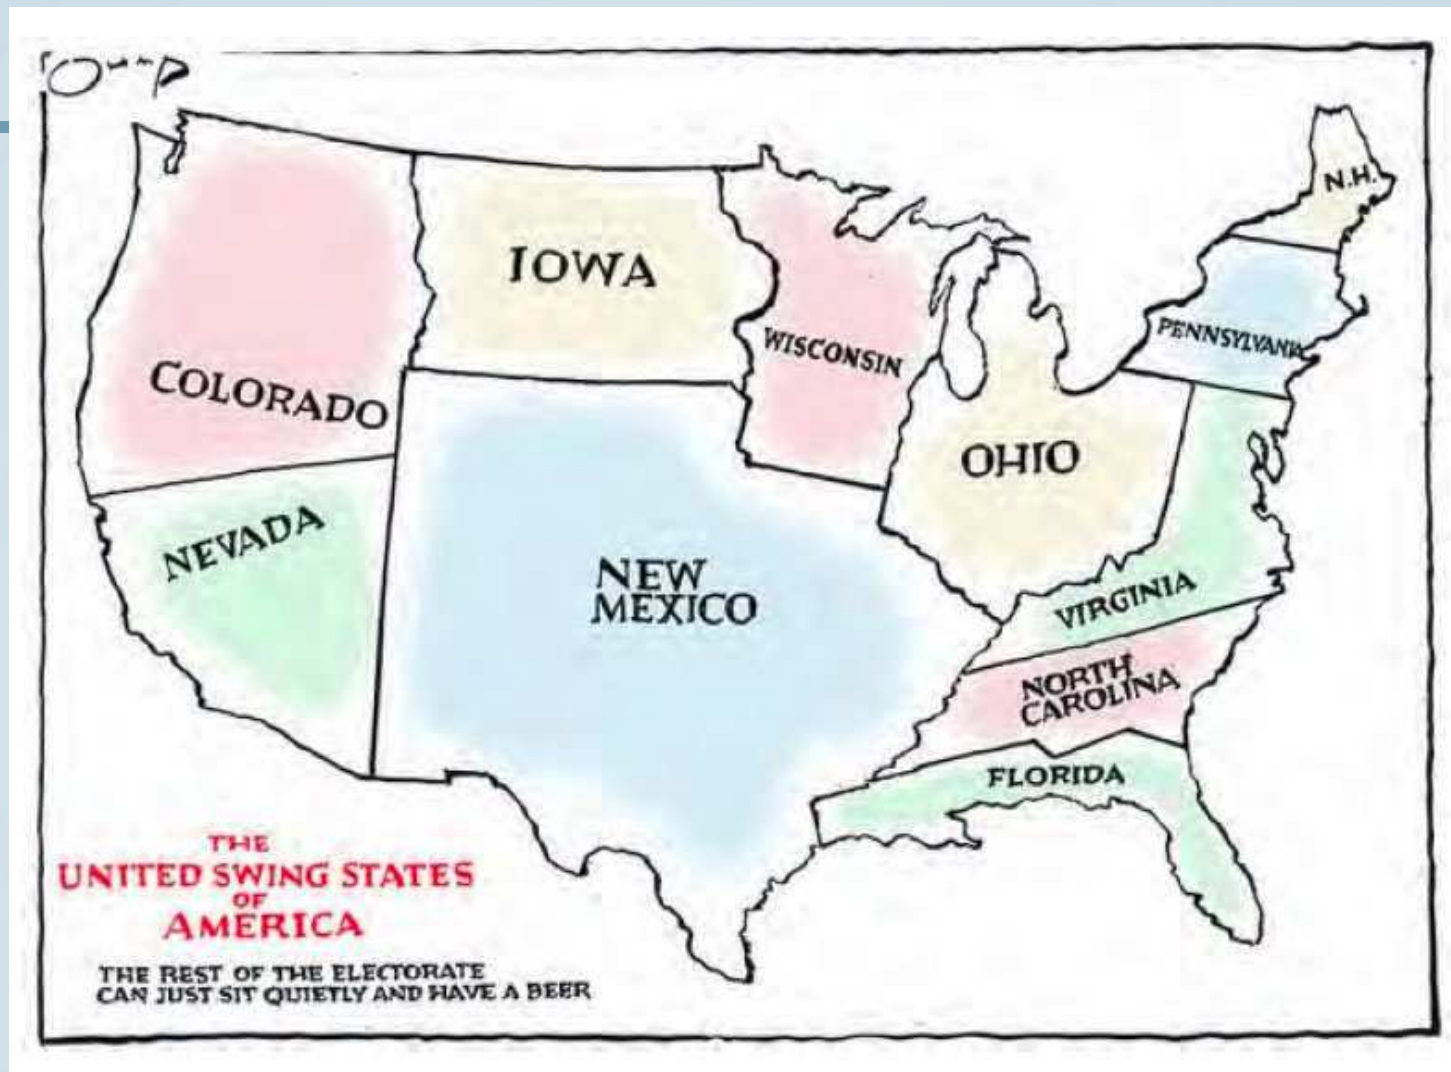 COLORADO
IOWA
WISCONSIN
N.H.
PENNSYLVANIA
OHIO
NEVADA
NEW
MEXICO
VIRGINIA
NORTH
CAROLINA
FLORIDA
THE
UNITED SWING STATES
OF
AMERICA
THE REST OF THE ELECTORATE
CAN JUST SIT QUIETLY AND HAVE A BEER